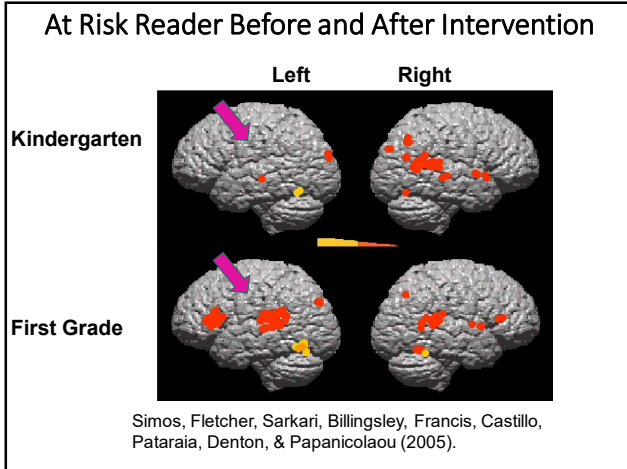 At Risk Reader Before and After Intervention
Left Right
Kindergarten
First Grade
Simos, Fletcher, Sarkari, Billingsley, Francis, Castillo,
Pataraia, Denton, & Papanicolaou (2005).